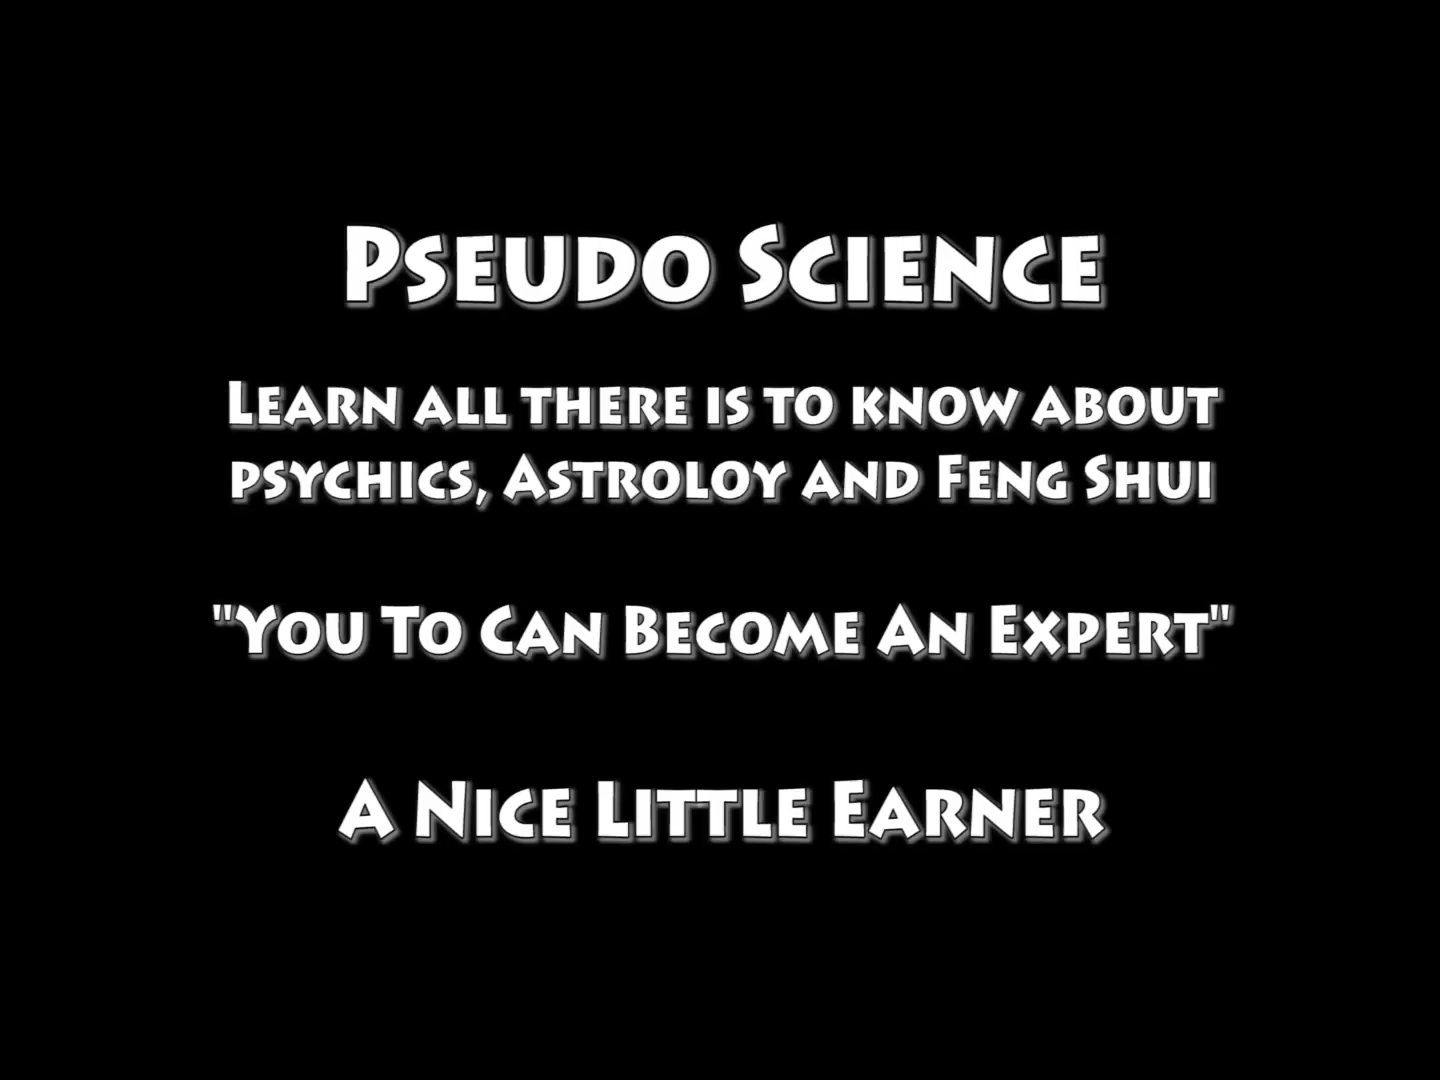 Pseudo Science
Learn all there is to know about
psychics, Astroloy and Feng Shui
"You To Can Become An Expert"
A Nice Little Earner